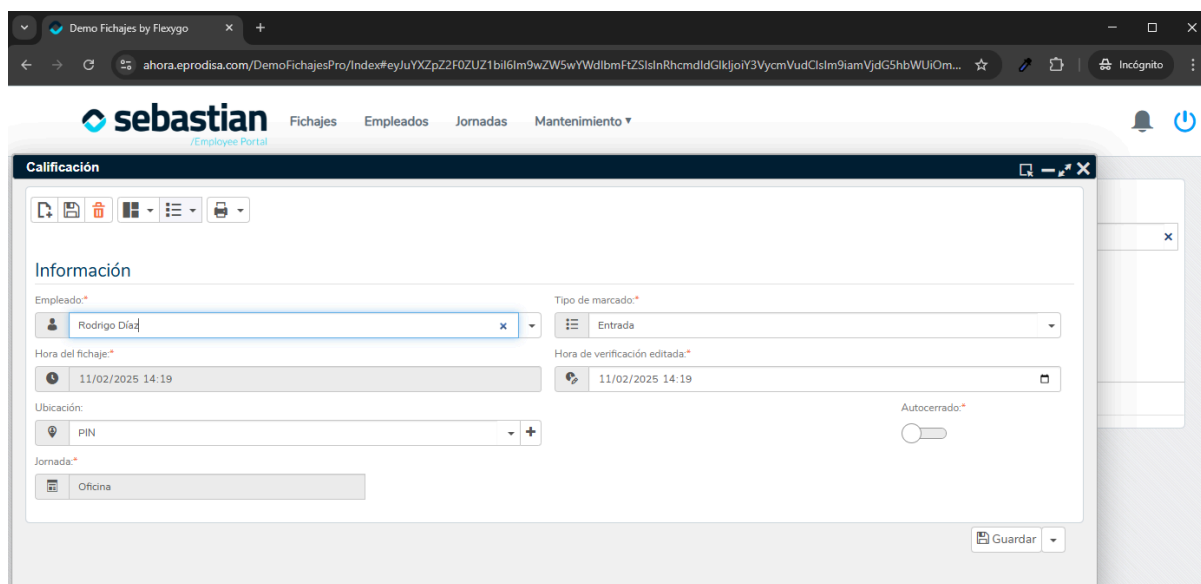 Demo Fichajes by Flexygo
ahora.eprodisa.com/DemoFichajesPro/Index#eyJuYXZpZ2F0ZUZ1biI6Im9wZW5wYWdlbmFtZSIsInRhcmdldGlkIjoiY3VycmVudCIsIm9iamVjdG5hbWUiOm...
Incógnito
sebastian
/Employee Portal
Fichajes Empleados Jornadas Mantenimiento
Calificación
Información
Empleado:* Tipo de marcado:*
Rodrigo Díaz Entrada
Hora del fichaje:* Hora de verificación editada:*
11/02/2025 14:19 11/02/2025 14:19
Ubicación: Autocerrado:*
PIN
Jornada:*
Oficina
Guardar